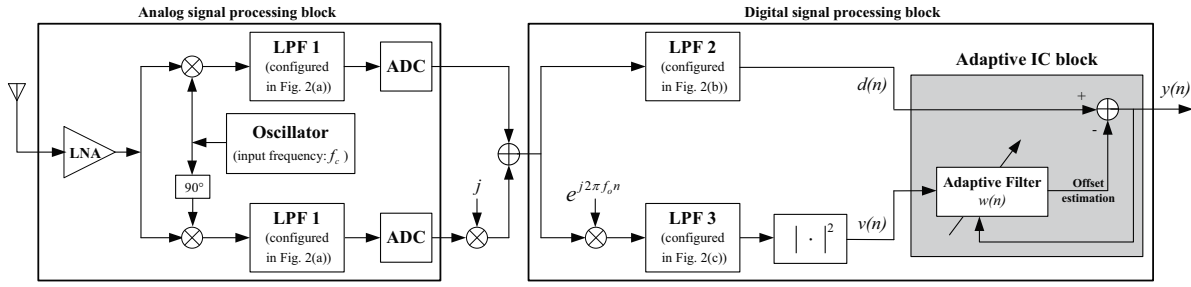 Analog signal processing block
Digital signal processing block
LNA
LPF 1
(configured
in Fig. 2(a))
ADC
Oscillator
(input frequency: f_c )
90°
LPF 1
(configured
in Fig. 2(a))
ADC
j
LPF 2
(configured
in Fig. 2(b))
d(n)
e^{j2πf_o n}
LPF 3
(configured
in Fig. 2(c))
| · |²
v(n)
Adaptive IC block
+
-
y(n)
Adaptive Filter
w(n)
Offset
estimation